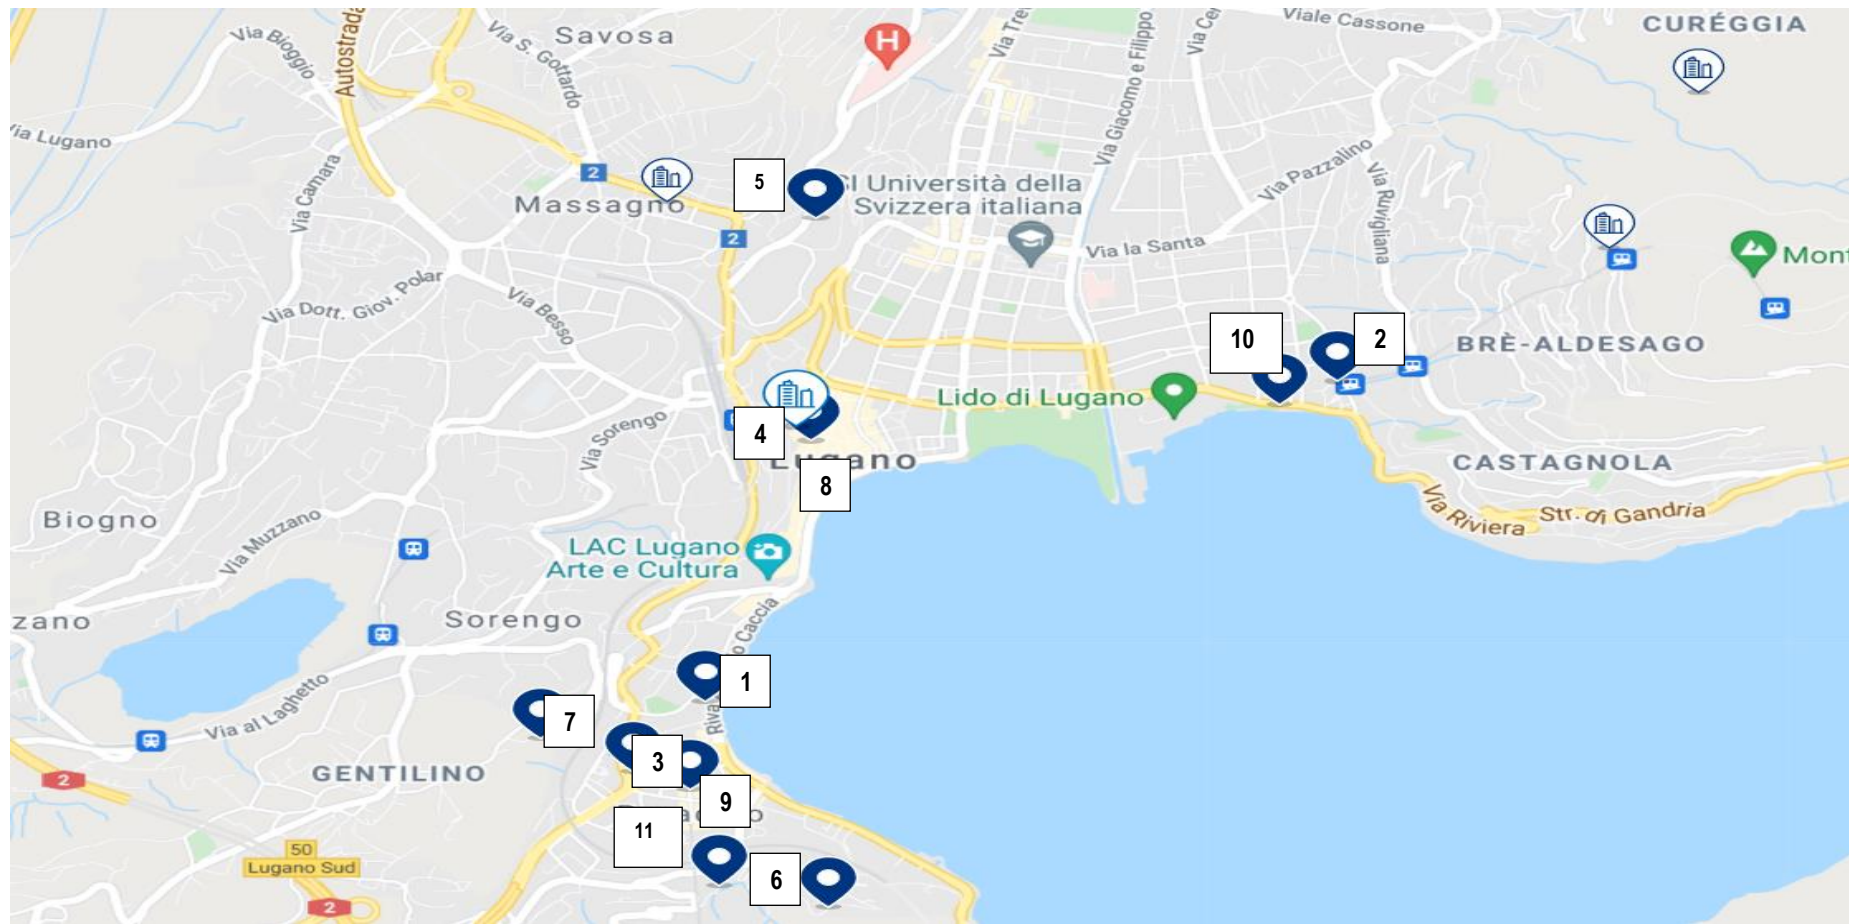 Savosa
Via Bioggio
Autostrada
Via S. Gottardo
H
Viale Cassone
CURÉGGIA
Via Giacomo e Filippo
Via Lugano
Via Camara
2
Massagno
5
SI Università della
Svizzera italiana
Via Pazzalino
Via Ruvigliana
2
Via la Santa
Mont
Via Dott. Giov. Polar
Via Besso
10
2
BRÈ-ALDESAGO
Lido di Lugano
Via Sorengo
4
Lugano
8
CASTAGNOLA
Biogno
Via Muzzano
Via Riviera
Str. di Gandria
LAC Lugano
Arte e Cultura
zano
Sorengo
Caccia
Riva
1
Via al Laghetto
7
3
9
GENTILINO
2
11
50
Lugano Sud
6
2